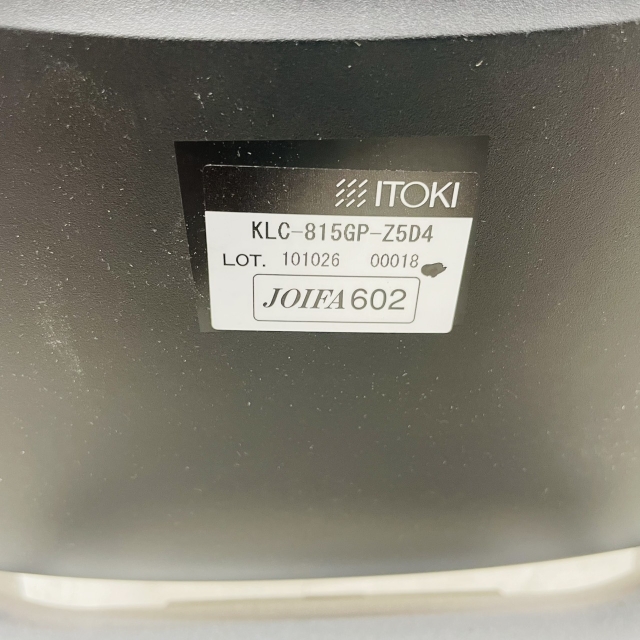 ITOKI
KLC-815GP-Z5D4
LOT. 101026 00018
JOIFA602